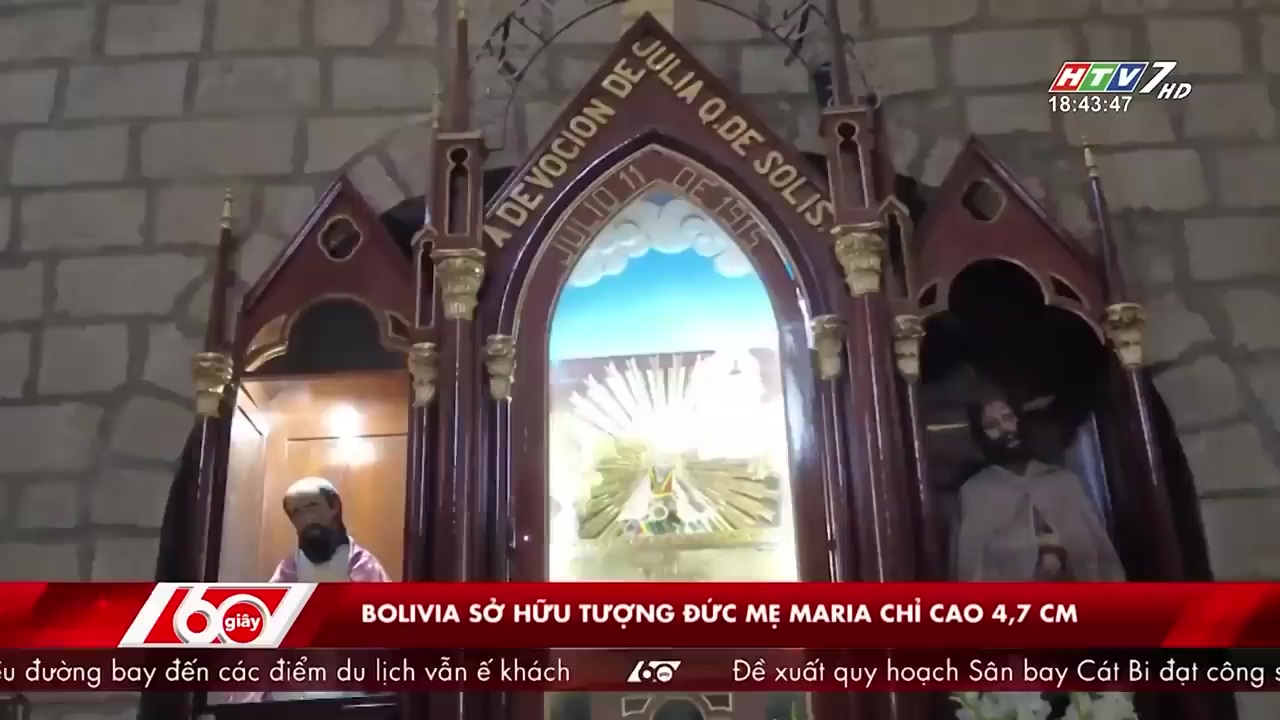 HTV7 HD
18:43:47
A DEVOCION DE JULIA Q. DE SOLIS.
JULIO 11 DE 1915
60 giây
BOLIVIA SỞ HỮU TƯỢNG ĐỨC MẸ MARIA CHỈ CAO 4,7 CM
đường bay đến các điểm du lịch vẫn ế khách
60
Đề xuất quy hoạch Sân bay Cát Bi đạt công